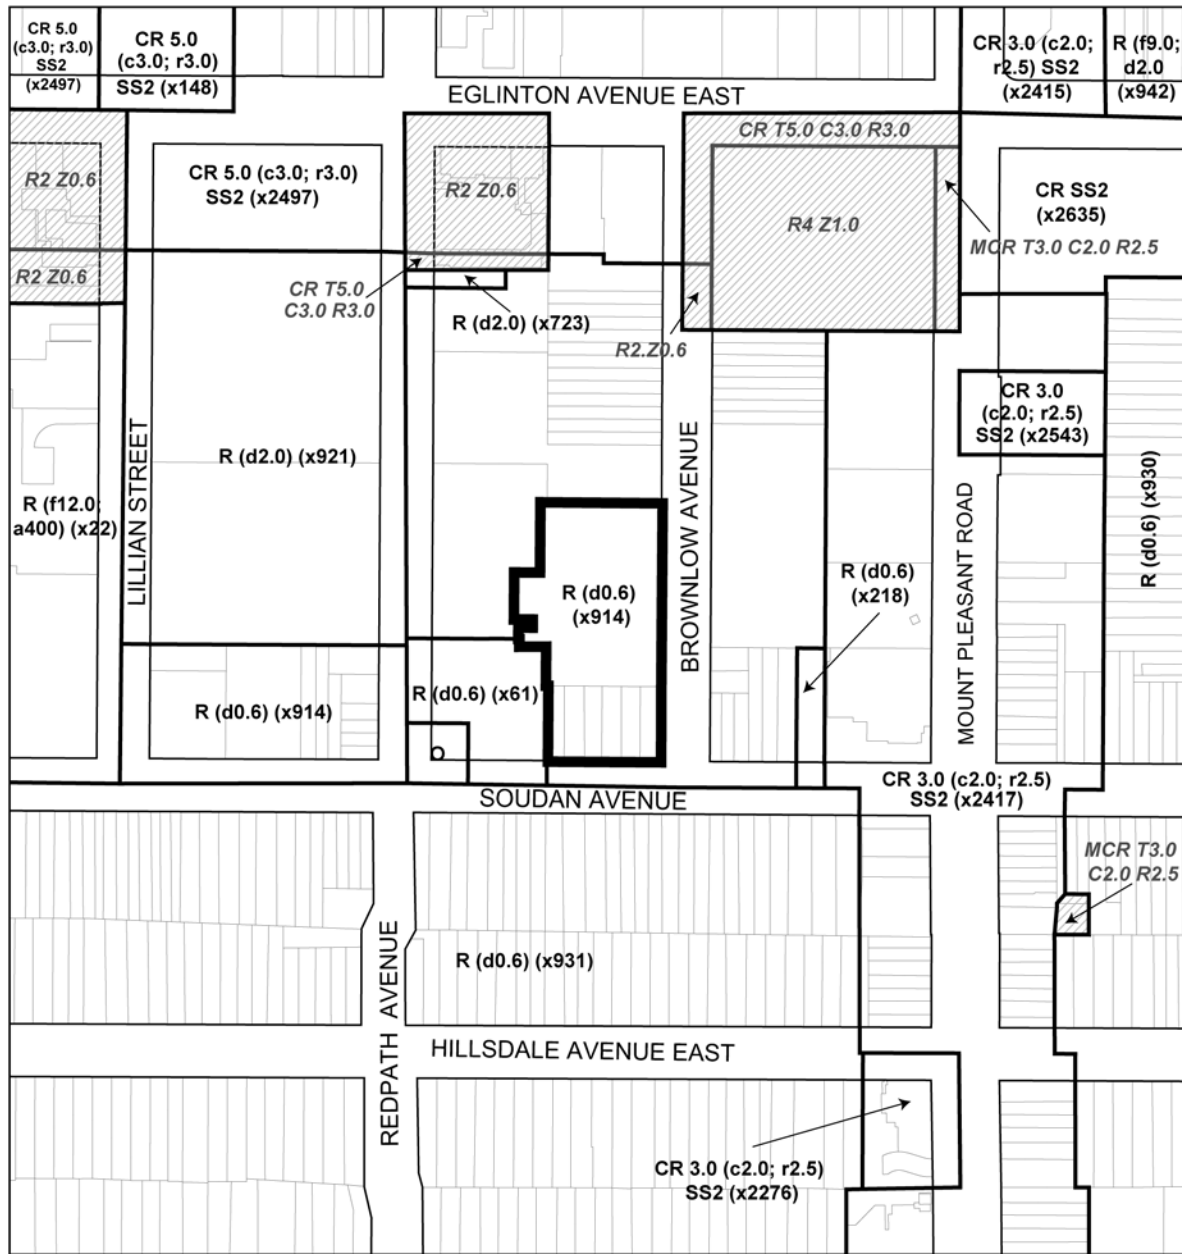 CR 5.0
(c3.0; r3.0)
SS2
(x2497)
CR 5.0
(c3.0; r3.0)
SS2 (x148)
EGLINTON AVENUE EAST
CR 3.0 (c2.0;
r2.5) SS2
(x2415)
R (f9.0;
d2.0
(x942)
CR T5.0 C3.0 R3.0
R2 Z0.6
CR 5.0 (c3.0; r3.0)
SS2 (x2497)
R2 Z0.6
R4 Z1.0
CR SS2
(x2635)
MCR T3.0 C2.0 R2.5
R2 Z0.6
CR T5.0
C3.0 R3.0
R (d2.0) (x723)
R2.Z0.6
CR 3.0
(c2.0; r2.5)
SS2 (x2543)
R (d2.0) (x921)
LILLIAN STREET
BROWNLOW AVENUE
MOUNT PLEASANT ROAD
R (d0.6) (x930)
R (f12.0;
a400) (x22)
R (d0.6)
(x914)
R (d0.6)
(x218)
R (d0.6) (x61)
R (d0.6) (x914)
CR 3.0 (c2.0; r2.5)
SS2 (x2417)
SOUDAN AVENUE
MCR T3.0
C2.0 R2.5
REDPATH AVENUE
R (d0.6) (x931)
HILLSDALE AVENUE EAST
CR 3.0 (c2.0; r2.5)
SS2 (x2276)